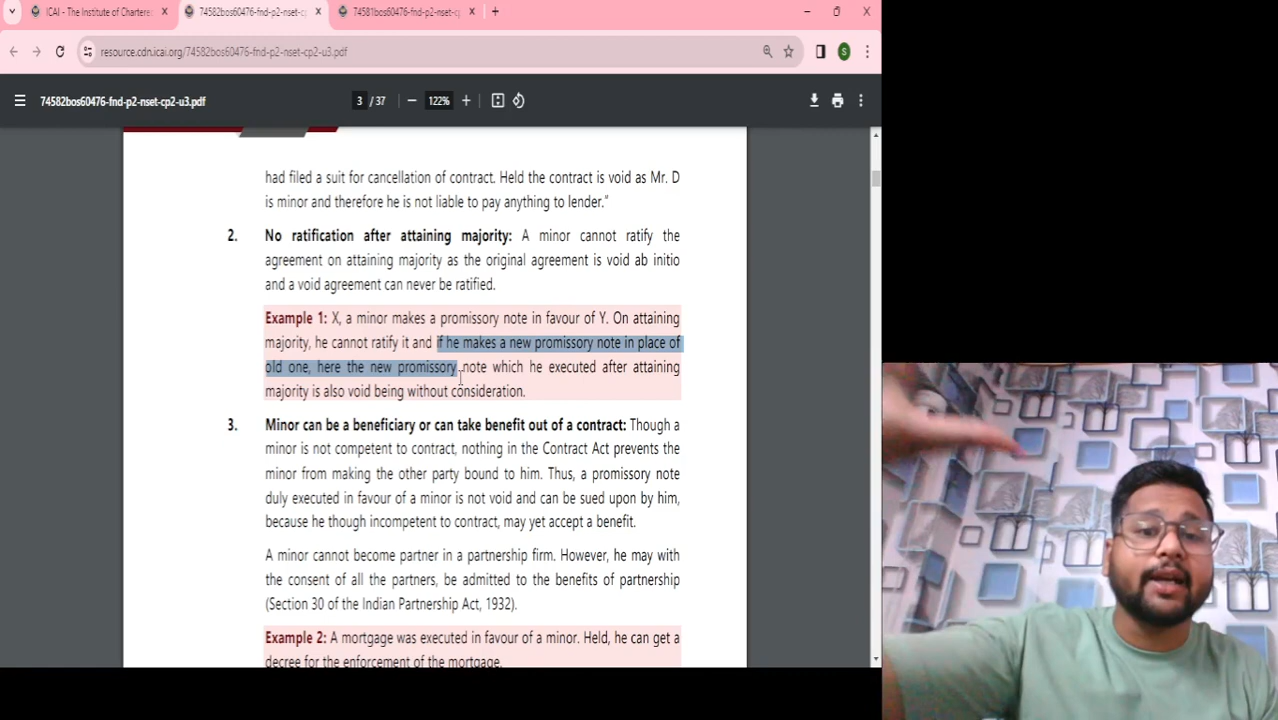 ICAI - The Institute of Chartere
74582bos60476-fnd-p2-nset-cp
74581bos60476-fnd-p2-nset-cp
resource.cdn.icai.org/74582bos60476-fnd-p2-nset-cp2-u3.pdf
S
74582bos60476-fnd-p2-nset-cp2-u3.pdf
3 / 37
122%
had filed a suit for cancellation of contract. Held the contract is void as Mr. D
is minor and therefore he is not liable to pay anything to lender."
2. No ratification after attaining majority: A minor cannot ratify the
agreement on attaining majority as the original agreement is void ab initio
and a void agreement can never be ratified.
Example 1: X, a minor makes a promissory note in favour of Y. On attaining
majority, he cannot ratify it and if he makes a new promissory note in place of
old one, here the new promissory note which he executed after attaining
majority is also void being without consideration.
3. Minor can be a beneficiary or can take benefit out of a contract: Though a
minor is not competent to contract, nothing in the Contract Act prevents the
minor from making the other party bound to him. Thus, a promissory note
duly executed in favour of a minor is not void and can be sued upon by him,
because he though incompetent to contract, may yet accept a benefit.
A minor cannot become partner in a partnership firm. However, he may with
the consent of all the partners, be admitted to the benefits of partnership
(Section 30 of the Indian Partnership Act, 1932).
Example 2: A mortgage was executed in favour of a minor. Held, he can get a
decree for the enforcement of the mortgage.